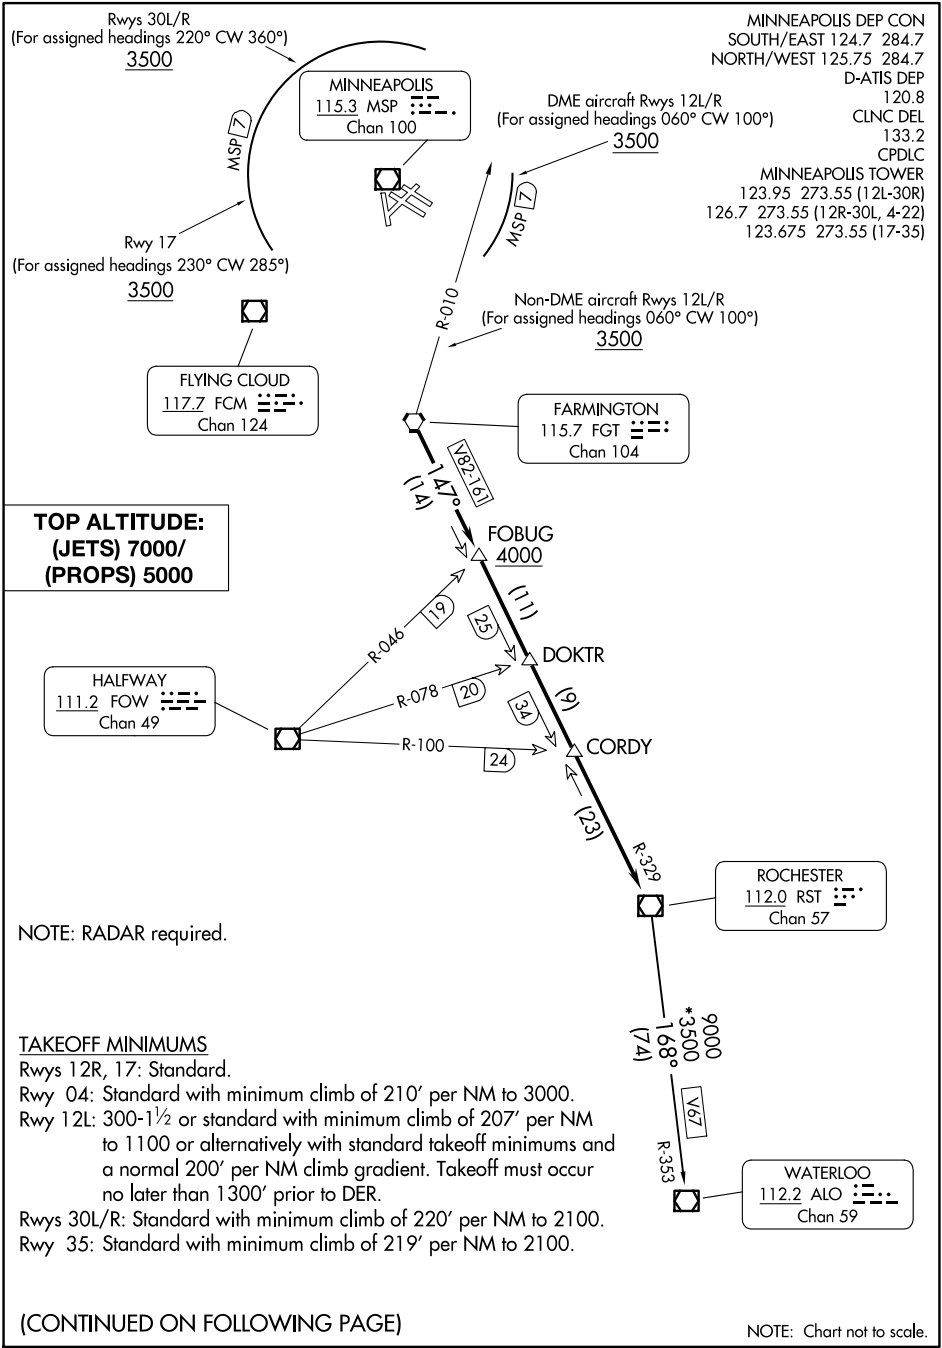 Rwys 30L/R
(For assigned headings 220° CW 360°)
3500
MINNEAPOLIS DEP CON
SOUTH/EAST 124.7 284.7
NORTH/WEST 125.75 284.7
D-ATIS DEP
120.8
CLNC DEL
133.2
CPDLC
MINNEAPOLIS TOWER
123.95 273.55 (12L-30R)
126.7 273.55 (12R-30L, 4-22)
123.675 273.55 (17-35)
MINNEAPOLIS
115.3 MSP
Chan 100
DME aircraft Rwys 12L/R
(For assigned headings 060° CW 100°)
3500
MSP 7
MSP 7
Rwy 17
(For assigned headings 230° CW 285°)
3500
R-010
Non-DME aircraft Rwys 12L/R
(For assigned headings 060° CW 100°)
3500
FLYING CLOUD
117.7 FCM
Chan 124
FARMINGTON
115.7 FGT
Chan 104
V82-161
147°
(14)
TOP ALTITUDE:
(JETS) 7000/
(PROPS) 5000
FOBUG
4000
(11)
19
R-046
25
DOKTR
HALFWAY
111.2 FOW
Chan 49
R-078
20
(9)
34
R-100
24
CORDY
(23)
R-329
ROCHESTER
112.0 RST
Chan 57
NOTE: RADAR required.
9000
*3500
168°
(74)
V67
R-353
WATERLOO
112.2 ALO
Chan 59
TAKEOFF MINIMUMS
Rwys 12R, 17: Standard.
Rwy 04: Standard with minimum climb of 210' per NM to 3000.
Rwy 12L: 300-1½ or standard with minimum climb of 207' per NM
to 1100 or alternatively with standard takeoff minimums and
a normal 200' per NM climb gradient. Takeoff must occur
no later than 1300' prior to DER.
Rwys 30L/R: Standard with minimum climb of 220' per NM to 2100.
Rwy 35: Standard with minimum climb of 219' per NM to 2100.
(CONTINUED ON FOLLOWING PAGE)
NOTE: Chart not to scale.